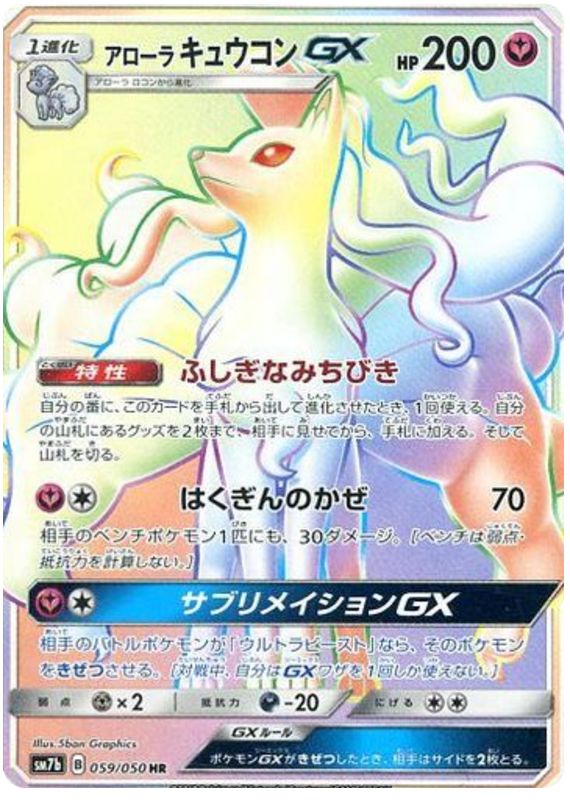 1進化
アローラ キュウコンGX
HP200
アローラ ロコンから進化
とくせい
特性 ふしぎなみちびき
自分の番に、このカードを手札から出して進化させたとき、1回使える。自分
の山札にあるグッズを2枚まで、相手に見せてから、手札に加える。そして
山札を切る。
はくぎんのかぜ 70
相手のベンチポケモン1匹にも、30ダメージ。[ベンチは弱点・
抵抗力を計算しない。]
サブリメイションGX
相手のバトルポケモンが「ウルトラビースト」なら、そのポケモン
をきぜつさせる。[対戦中、自分はGXワザを1回しか使えない。]
弱点 ×2 抵抗力 -20 にげる
GXルール
Illus. 5ban Graphics
ポケモンGXがきぜつしたとき、相手はサイドを2枚とる。
SM7b B 059/050 HR